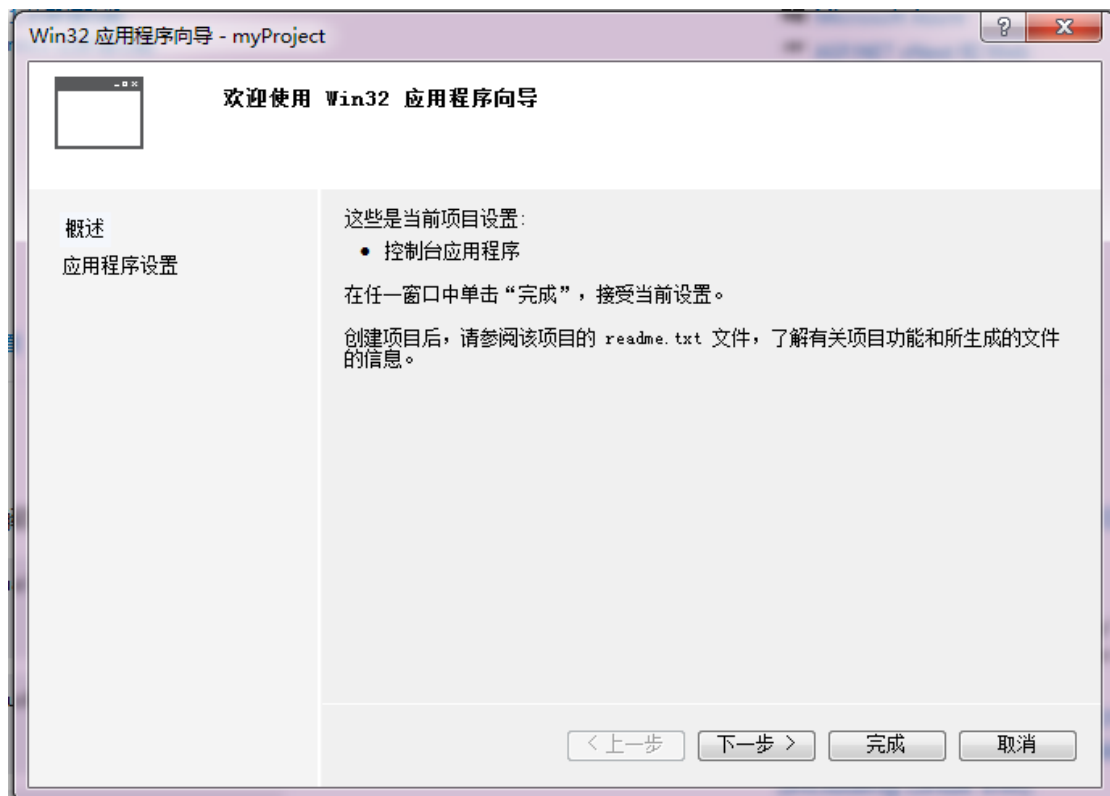 Win32 应用程序向导 - myProject
欢迎使用 Win32 应用程序向导
概述
应用程序设置
这些是当前项目设置:
• 控制台应用程序
在任一窗口中单击“完成”，接受当前设置。
创建项目后，请参阅该项目的 readme.txt 文件，了解有关项目功能和所生成的文件
的信息。
< 上一步
下一步 >
完成
取消